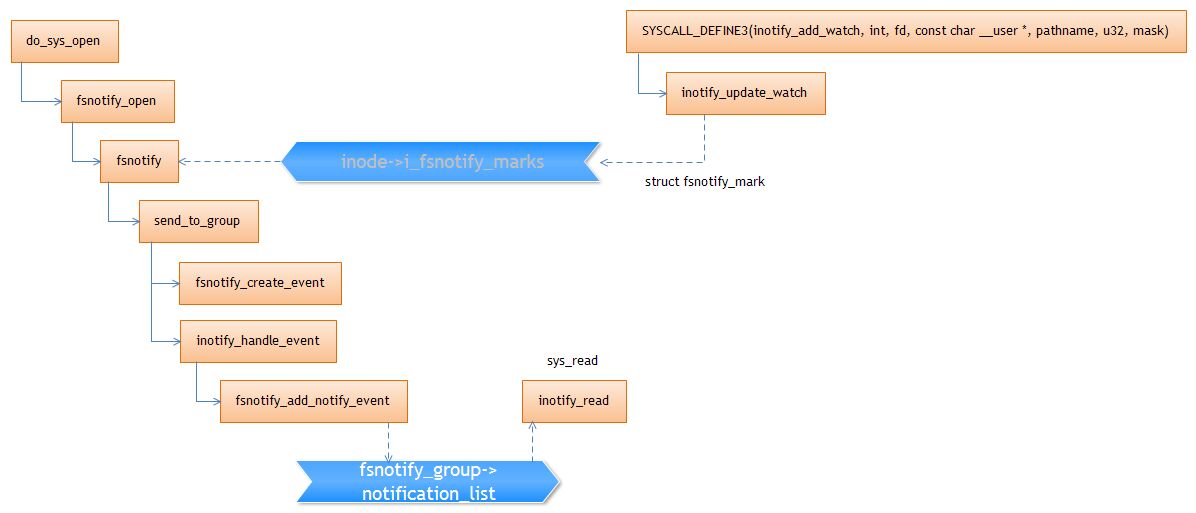 do_sys_open
SYSCALL_DEFINE3(inotify_add_watch, int, fd, const char __user *, pathname, u32, mask)
fsnotify_open
inotify_update_watch
fsnotify
inode->i_fsnotify_marks
struct fsnotify_mark
send_to_group
fsnotify_create_event
inotify_handle_event
sys_read
fsnotify_add_notify_event
inotify_read
fsnotify_group->
notification_list